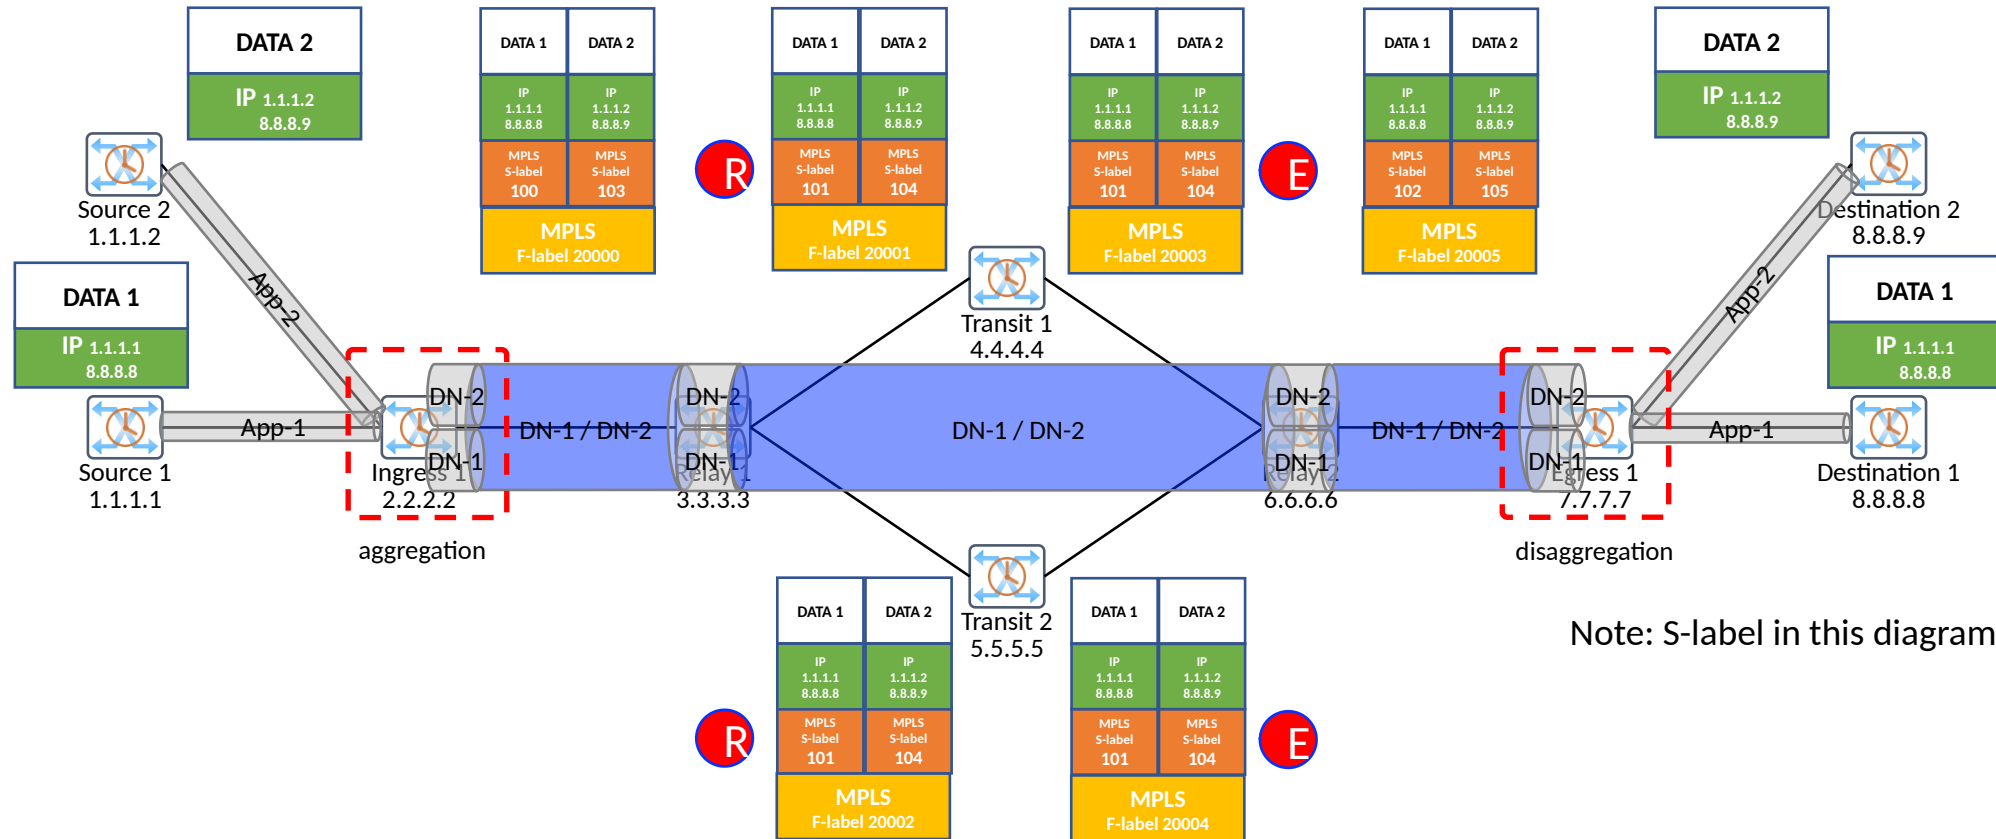 DATA 2
IP 1.1.1.2
8.8.8.9
DATA 1 DATA 2
IP IP
1.1.1.1 1.1.1.2
8.8.8.8 8.8.8.9
MPLS MPLS
S-label S-label
100 103
MPLS
F-label 20000
R
DATA 1 DATA 2
IP IP
1.1.1.1 1.1.1.2
8.8.8.8 8.8.8.9
MPLS MPLS
S-label S-label
101 104
MPLS
F-label 20001
DATA 1 DATA 2
IP IP
1.1.1.1 1.1.1.2
8.8.8.8 8.8.8.9
MPLS MPLS
S-label S-label
101 104
MPLS
F-label 20003
E
DATA 1 DATA 2
IP IP
1.1.1.1 1.1.1.2
8.8.8.8 8.8.8.9
MPLS MPLS
S-label S-label
102 105
MPLS
F-label 20005
DATA 2
IP 1.1.1.2
8.8.8.9
Source 2
1.1.1.2
Destination 2
8.8.8.9
DATA 1
IP 1.1.1.1
8.8.8.8
App-2
Transit 1
4.4.4.4
App-2
DATA 1
IP 1.1.1.1
8.8.8.8
App-1
DN-2
DN-1
DN-1 / DN-2
DN-2
DN-1
DN-1 / DN-2
DN-2
DN-1
DN-1 / DN-2
DN-2
DN-1
App-1
Source 1
1.1.1.1
Ingress 1
2.2.2.2
Relay 1
3.3.3.3
Relay 2
6.6.6.6
Egress 1
7.7.7.7
Destination 1
8.8.8.8
aggregation
disaggregation
Transit 2
5.5.5.5
Note: S-label in this diagram
R
DATA 1 DATA 2
IP IP
1.1.1.1 1.1.1.2
8.8.8.8 8.8.8.9
MPLS MPLS
S-label S-label
101 104
MPLS
F-label 20002
DATA 1 DATA 2
IP IP
1.1.1.1 1.1.1.2
8.8.8.8 8.8.8.9
MPLS MPLS
S-label S-label
101 104
MPLS
F-label 20004
E